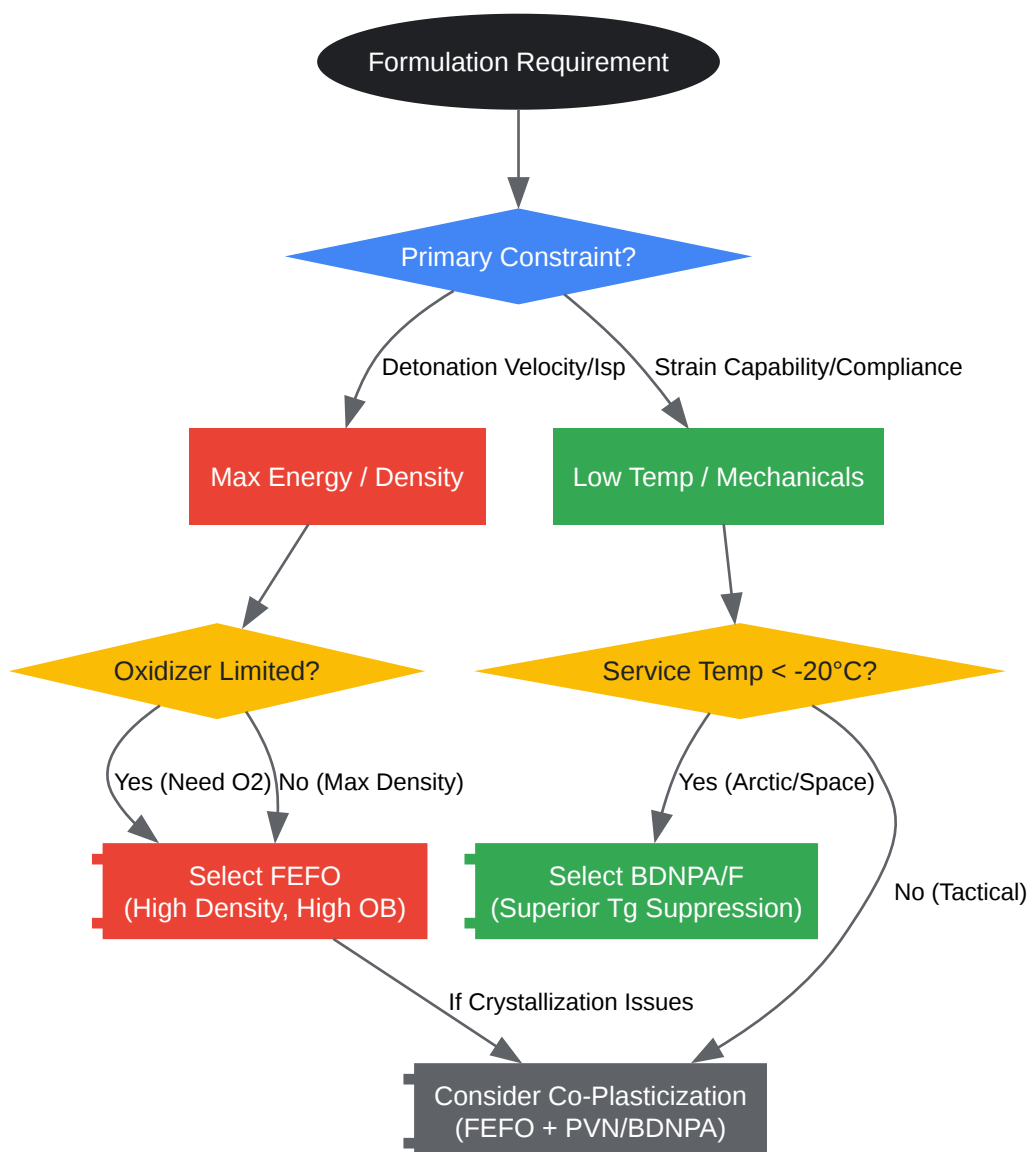 Formulation Requirement
Primary Constraint?
Detonation Velocity/Isp
Strain Capability/Compliance
Max Energy / Density
Low Temp / Mechanicals
Oxidizer Limited?
Service Temp < -20°C?
Yes (Need O2)
No (Max Density)
Yes (Arctic/Space)
Select FEFO
(High Density, High OB)
Select BDNPA/F
(Superior Tg Suppression)
No (Tactical)
If Crystallization Issues
Consider Co-Plasticization
(FEFO + PVN/BDNPA)